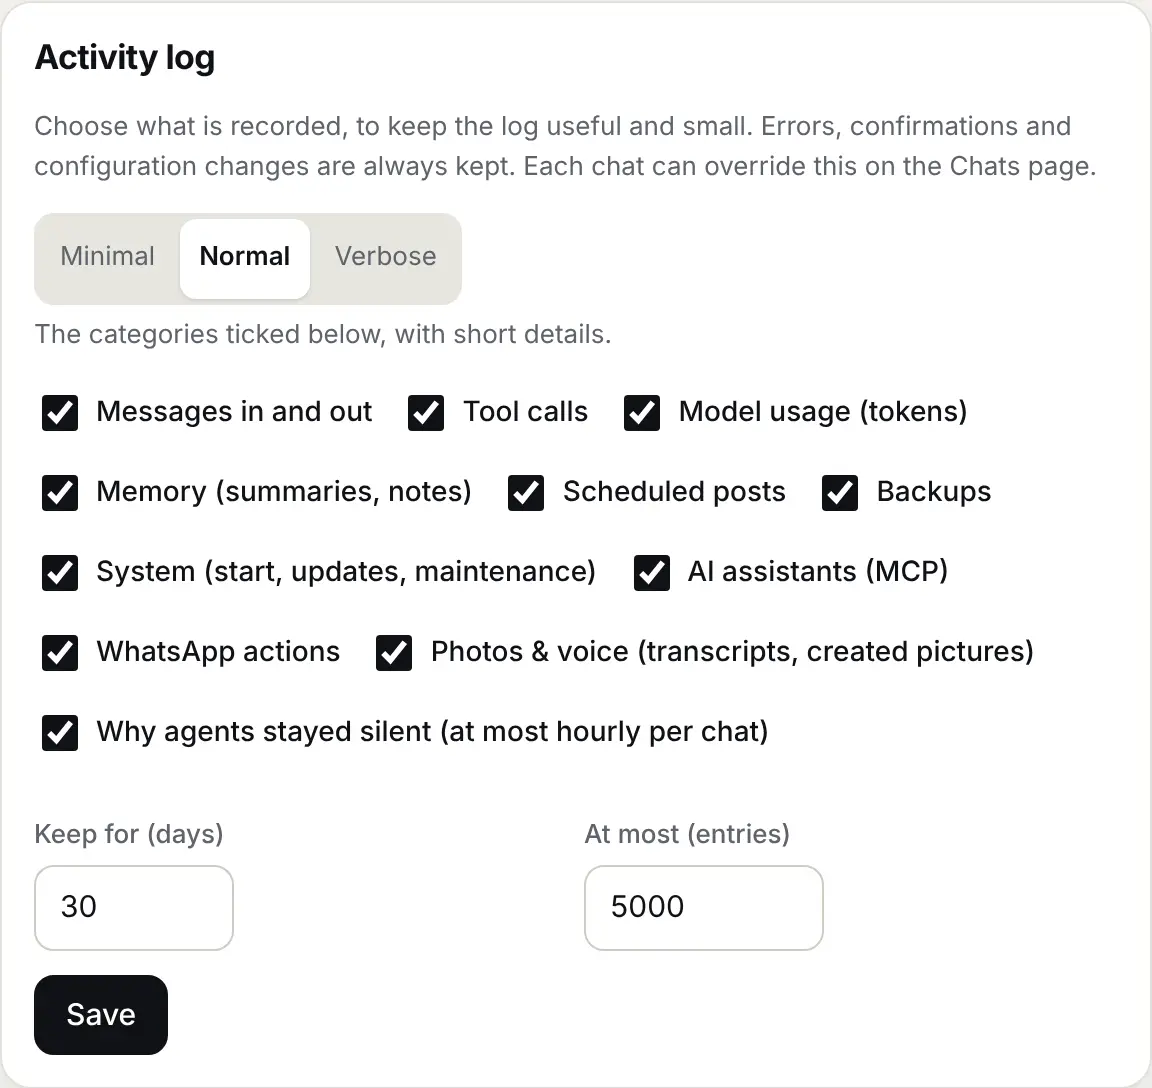 Activity log
Choose what is recorded, to keep the log useful and small. Errors, confirmations and
configuration changes are always kept. Each chat can override this on the Chats page.
Minimal Normal Verbose
The categories ticked below, with short details.
Messages in and out Tool calls Model usage (tokens)
Memory (summaries, notes) Scheduled posts Backups
System (start, updates, maintenance) AI assistants (MCP)
WhatsApp actions Photos & voice (transcripts, created pictures)
Why agents stayed silent (at most hourly per chat)
Keep for (days) At most (entries)
30 5000
Save